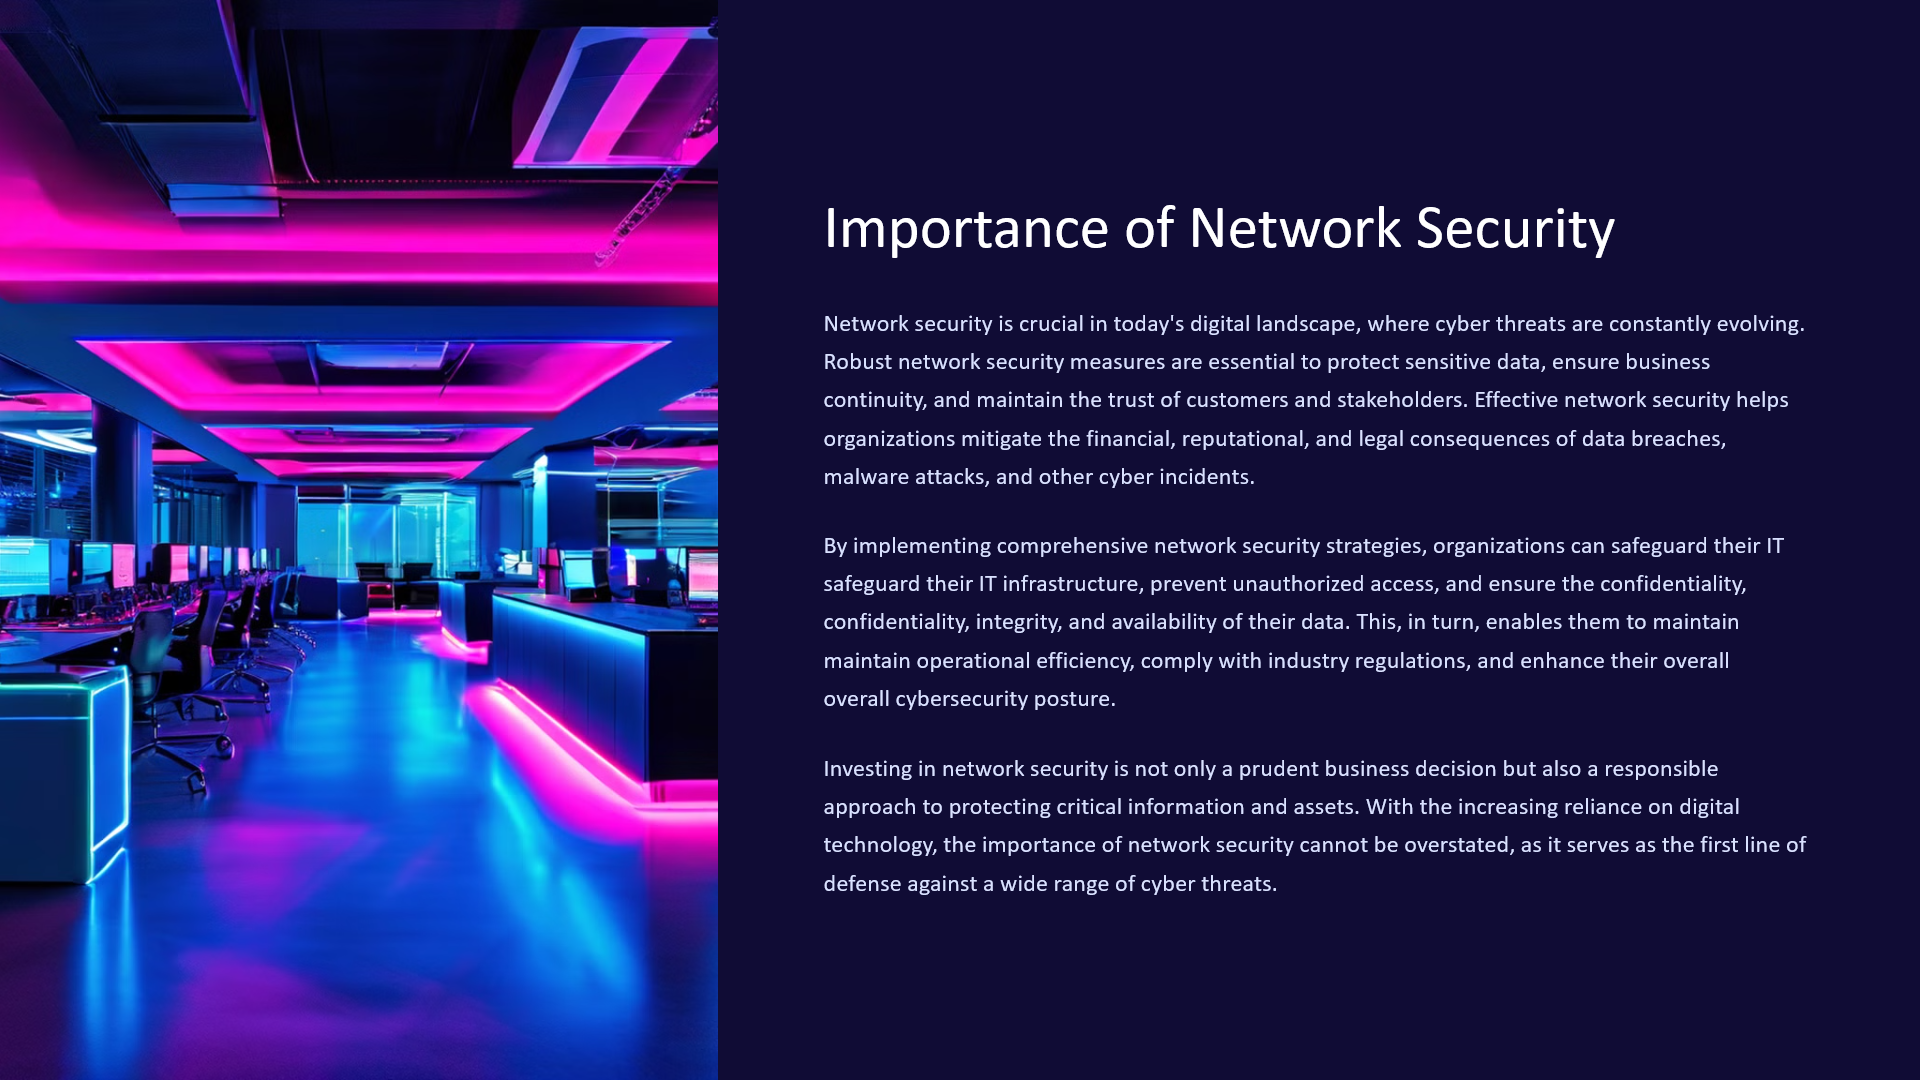 Importance of Network Security
Network security is crucial in today's digital landscape, where cyber threats are constantly evolving.
Robust network security measures are essential to protect sensitive data, ensure business
continuity, and maintain the trust of customers and stakeholders. Effective network security helps
organizations mitigate the financial, reputational, and legal consequences of data breaches,
malware attacks, and other cyber incidents.
By implementing comprehensive network security strategies, organizations can safeguard their IT
safeguard their IT infrastructure, prevent unauthorized access, and ensure the confidentiality,
confidentiality, integrity, and availability of their data. This, in turn, enables them to maintain
maintain operational efficiency, comply with industry regulations, and enhance their overall
overall cybersecurity posture.
Investing in network security is not only a prudent business decision but also a responsible
approach to protecting critical information and assets. With the increasing reliance on digital
technology, the importance of network security cannot be overstated, as it serves as the first line of
defense against a wide range of cyber threats.